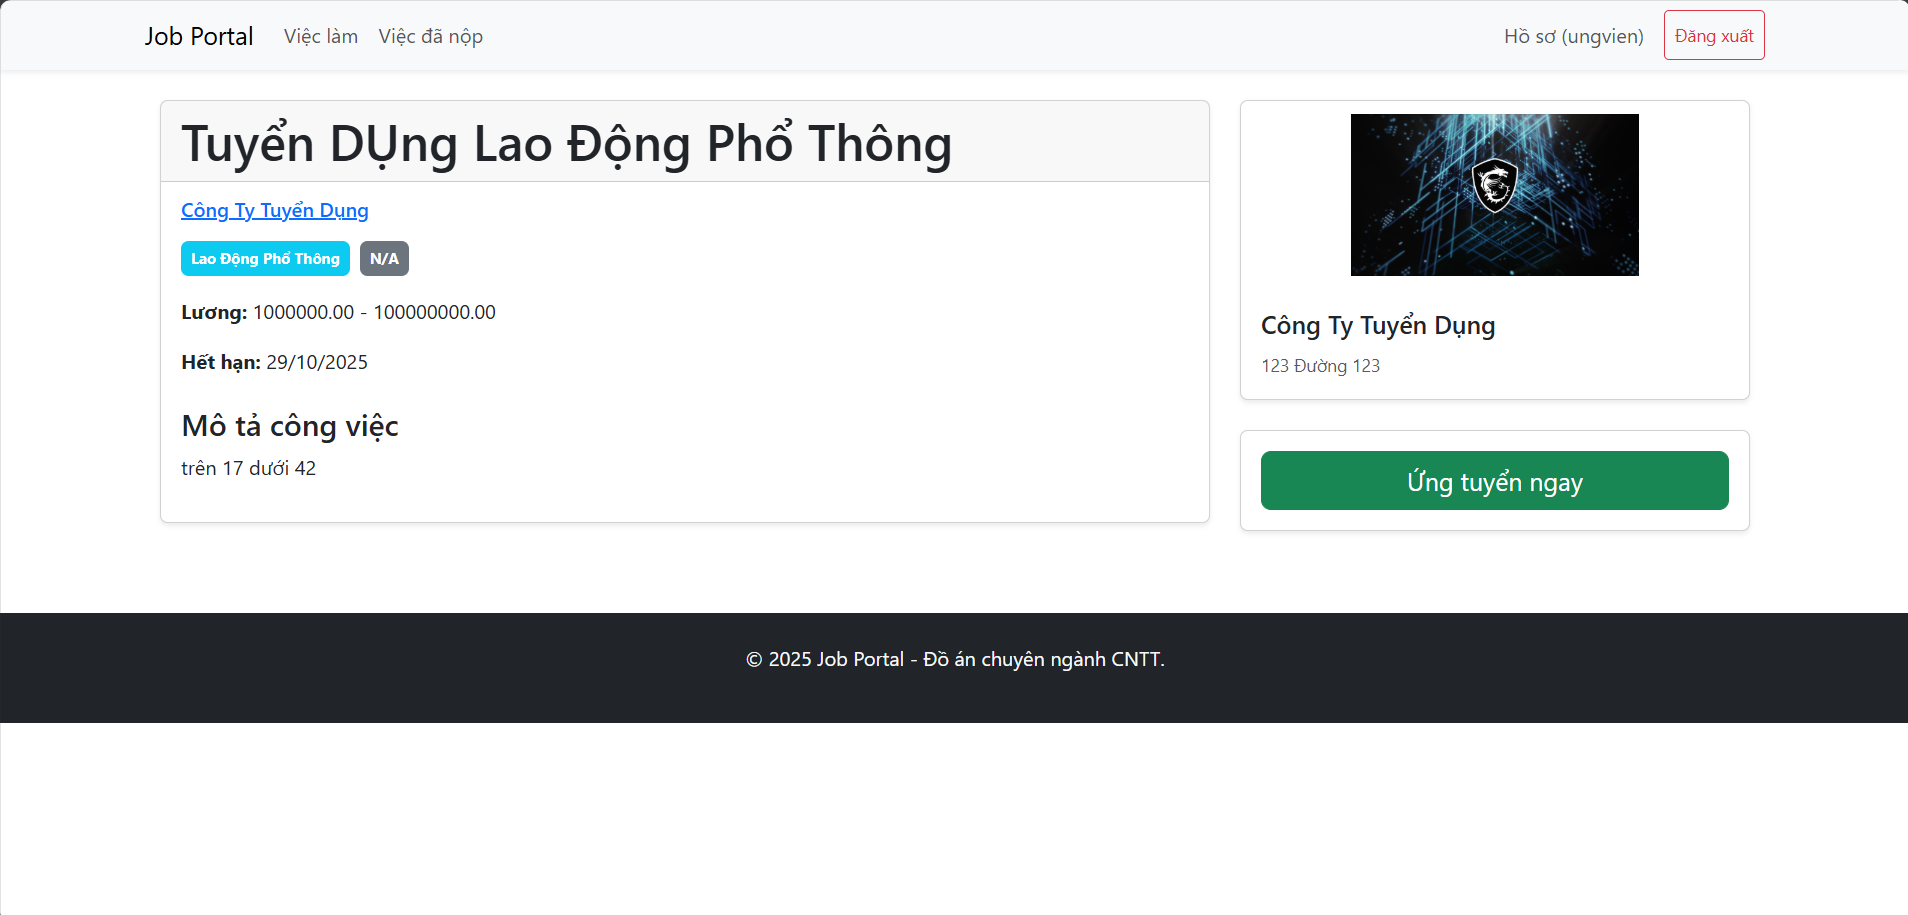 Job Portal Việc làm Việc đã nộp Hồ sơ (ungvien) Đăng xuất
Tuyển DỤng Lao Động Phổ Thông
Công Ty Tuyển Dụng
Lao Động Phổ Thông N/A
Lương: 1000000.00 - 100000000.00
Hết hạn: 29/10/2025
Mô tả công việc
trên 17 dưới 42
Công Ty Tuyển Dụng
123 Đường 123
Ứng tuyển ngay
© 2025 Job Portal - Đồ án chuyên ngành CNTT.